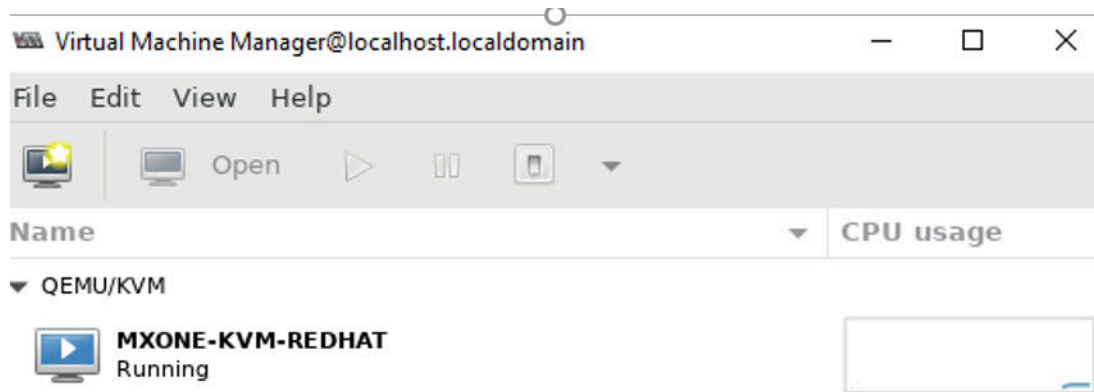 Virtual Machine Manager@localhost.localdomain
File Edit View Help
Open
Name CPU usage
QEMU/KVM
MXONE-KVM-REDHAT
Running